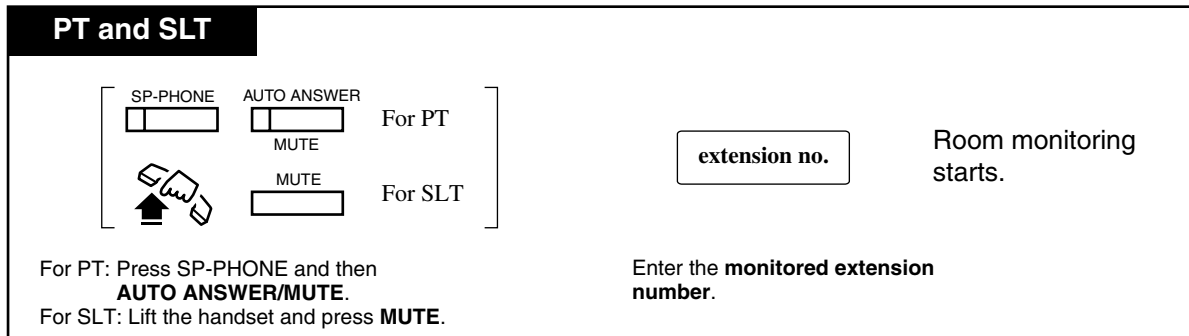 PT and SLT
SP-PHONE AUTO ANSWER
For PT
MUTE
MUTE
For SLT
extension no.
Room monitoring
starts.
For PT: Press SP-PHONE and then
AUTO ANSWER/MUTE.
For SLT: Lift the handset and press MUTE.
Enter the monitored extension
number.